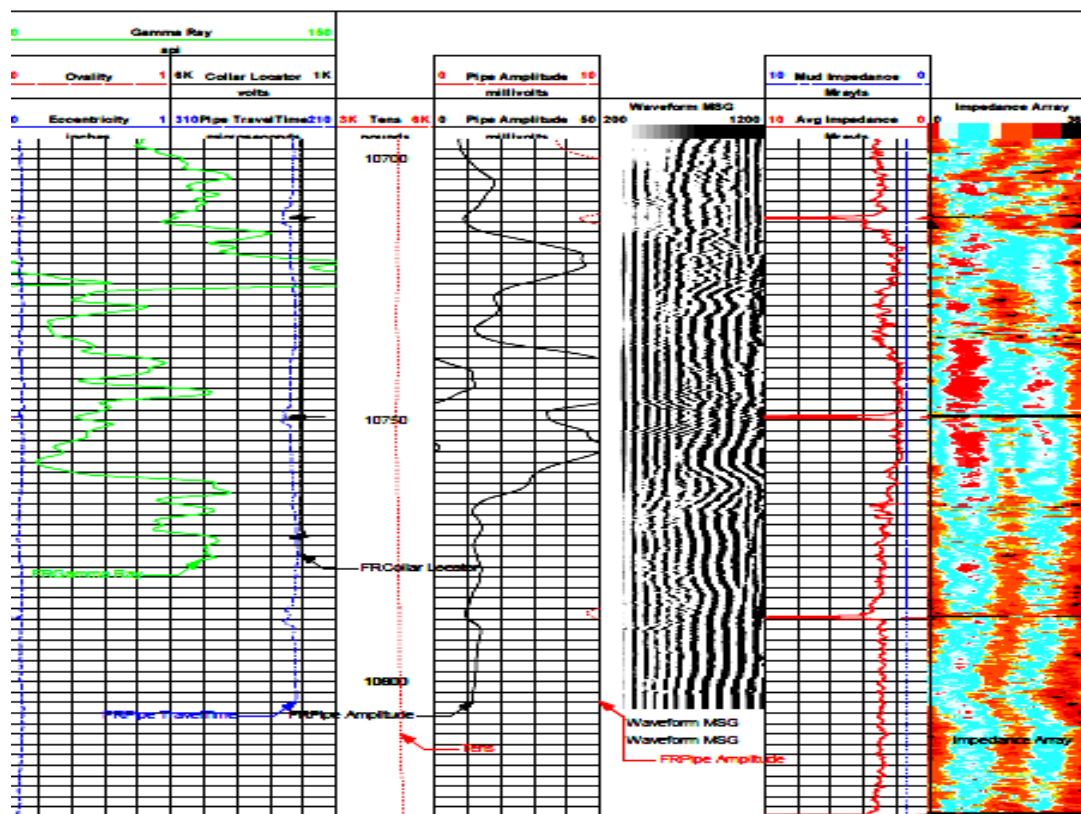 0 Gamma Ray 150
api
0 Ovality 1 6K Collar Locator 1K
volts
0 Pipe Amplitude 10
millivolts
10 Mud Impedance 0
Mrayls
0 Eccentricity 1 310 Pipe TravelTime 210
inches microseconds
3K Tens 6K
pounds
0 Pipe Amplitude 50
millivolts
Waveform MSG
200 1200
10 Avg Impedance 0
Mrayls
Impedance Array
0
10700
10750
10800
FRGamma Ray
FRCollar Locator
FRPipe TravelTime
FRPipe Amplitude
Tens
Waveform MSG
Waveform MSG
FRPipe Amplitude
Impedance Array